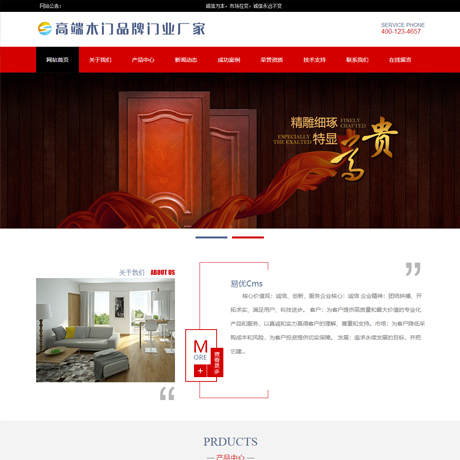 网站公告：
诚信为本，市场在变，诚信永远不变
高端木门品牌门业厂家
SERVICE PHONE
400-123-4657
网站首页 关于我们 产品中心 新闻动态 成功案例 荣誉资质 技术支持 联系我们 在线留言
精雕细琢 FINELY CRAFTED
ESPECIALLY THE EXALTED 特显
高贵
关于我们 ABOUT US
易优Cms
核心价值观：诚信、创新、服务企业核心：诚信 企业精神：团结拼搏、开
拓求实、满足用户、科技进步。 客户：为客户提供高质量和最大价值的专业化
产品和服务，以真诚和实力赢得客户的理解、尊重和支持。市场：为客户降低采
购成本和风险，为客户投资提供切实保障。 发展：追求永续发展的目标，并把
它建...
M
ORE
+
查看更多
PRDUCTS
— 产品中心 —